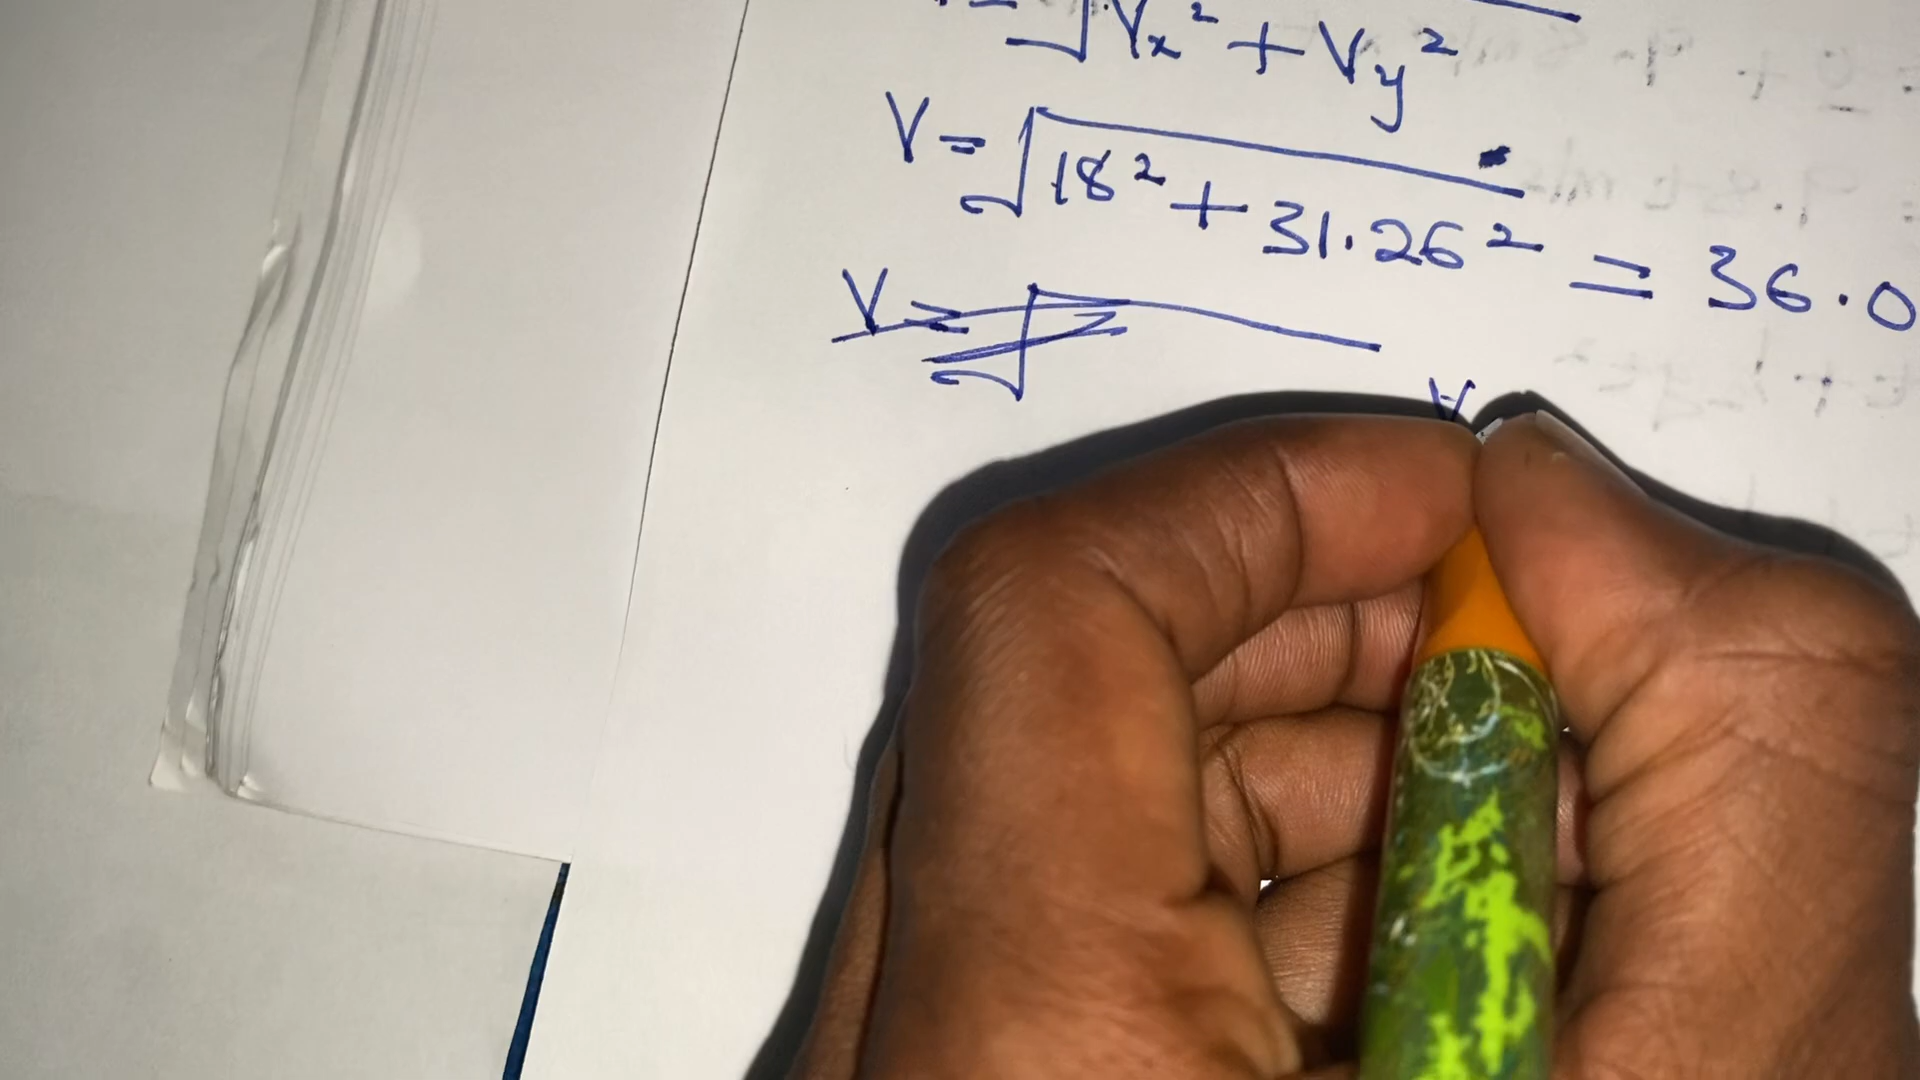 = √Vx² + Vy²
V = √18² + 31.26² = 36.0
V = √
V